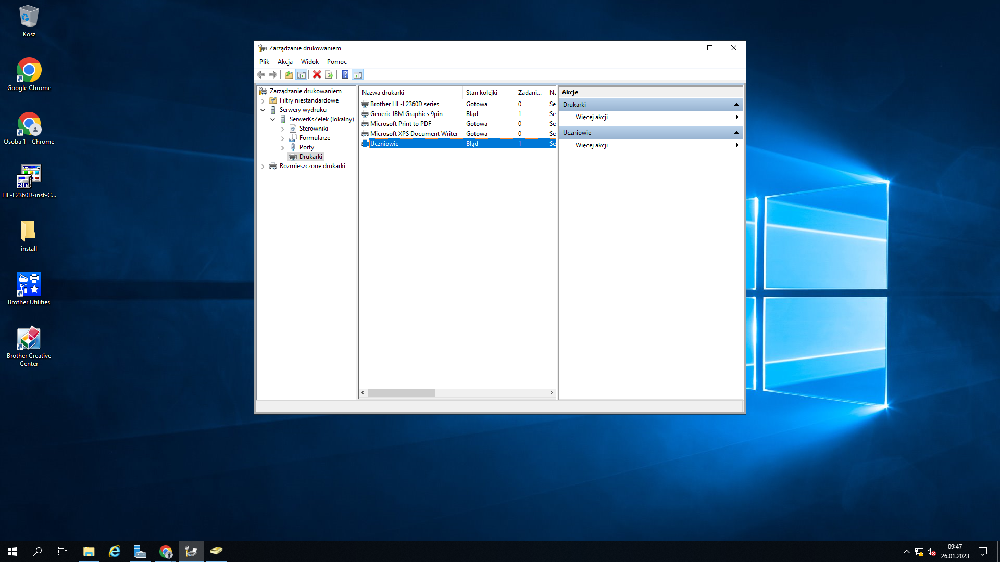 Kosz
Google Chrome
Osoba 1 - Chrome
ZIP
HL-L2360D-inst-C...
install
Brother Utilities
Brother Creative
Center
Zarządzanie drukowaniem
Plik Akcja Widok Pomoc
Zarządzanie drukowaniem
Filtry niestandardowe
Serwery wydruku
SerwerKsZelek (lokalny)
Sterowniki
Formularze
Porty
Drukarki
Rozmieszczone drukarki
Nazwa drukarki Stan kolejki Zadani... Na
Brother HL-L2360D series Gotowa 0 Se
Generic IBM Graphics 9pin Błąd 1 Se
Microsoft Print to PDF Gotowa 0 Se
Microsoft XPS Document Writer Gotowa 0 Se
Uczniowie Błąd 1 Se
Akcje
Drukarki
Więcej akcji
Uczniowie
Więcej akcji
09:47
26.01.2023